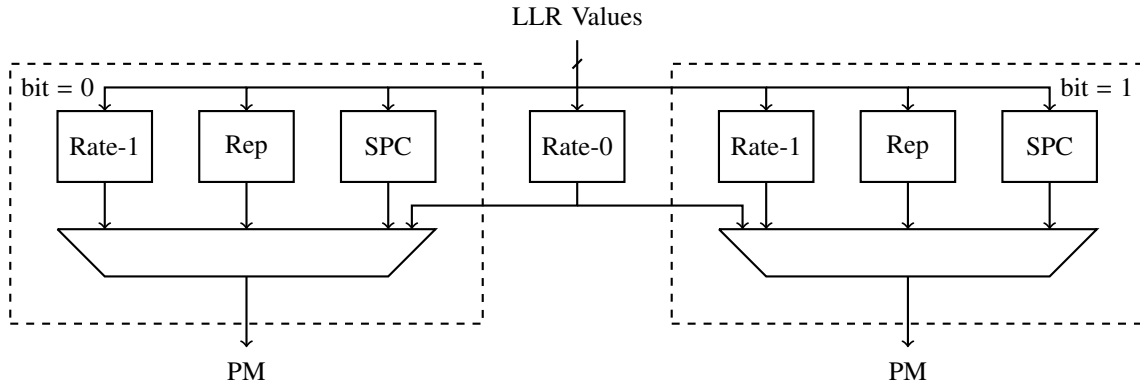 LLR Values
bit = 0
bit = 1
Rate-1
Rep
SPC
Rate-0
Rate-1
Rep
SPC
PM
PM